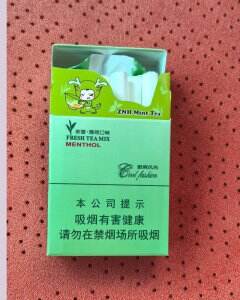 ZNH Mint Tea
FRESH TEA MIX
MENTHOL
Cool fashion
本公司提示
吸烟有害健康
请勿在禁烟场所吸烟